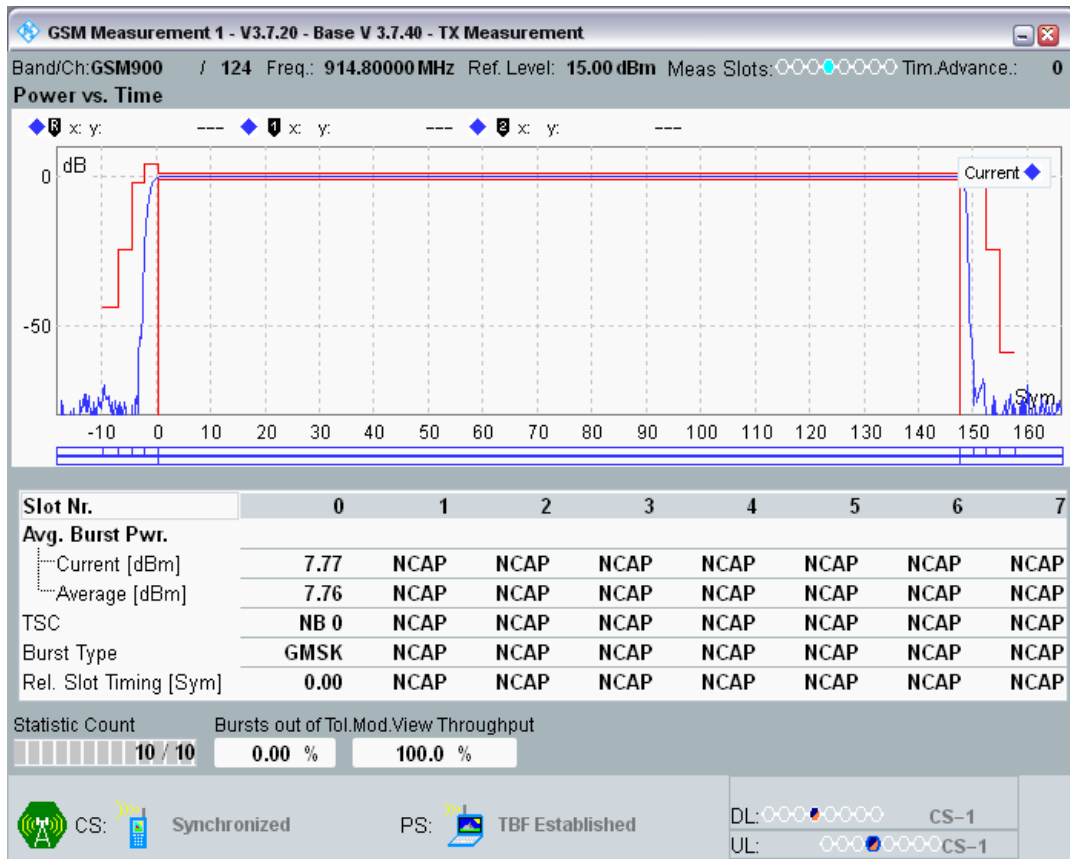 GSM Measurement 1 - V3.7.20 - Base V 3.7.40 - TX Measurement
Band/Ch:GSM900 / 124 Freq.: 914.80000 MHz Ref. Level: 15.00 dBm Meas Slots: Tim.Advance.: 0
Power vs. Time
R x: y: --- 1 x: y: --- 2 x: y: ---
dB
Current
0
-50
Sym
-10 0 10 20 30 40 50 60 70 80 90 100 110 120 130 140 150 160
Slot Nr. 0 1 2 3 4 5 6 7
Avg. Burst Pwr.
Current [dBm] 7.77 NCAP NCAP NCAP NCAP NCAP NCAP NCAP
Average [dBm] 7.76 NCAP NCAP NCAP NCAP NCAP NCAP NCAP
TSC NB 0 NCAP NCAP NCAP NCAP NCAP NCAP NCAP
Burst Type GMSK NCAP NCAP NCAP NCAP NCAP NCAP NCAP
Rel. Slot Timing [Sym] 0.00 NCAP NCAP NCAP NCAP NCAP NCAP NCAP
Statistic Count Bursts out of Tol. Mod.View Throughput
10 / 10 0.00 % 100.0 %
CS: Synchronized PS: TBF Established DL: CS-1
UL: CS-1